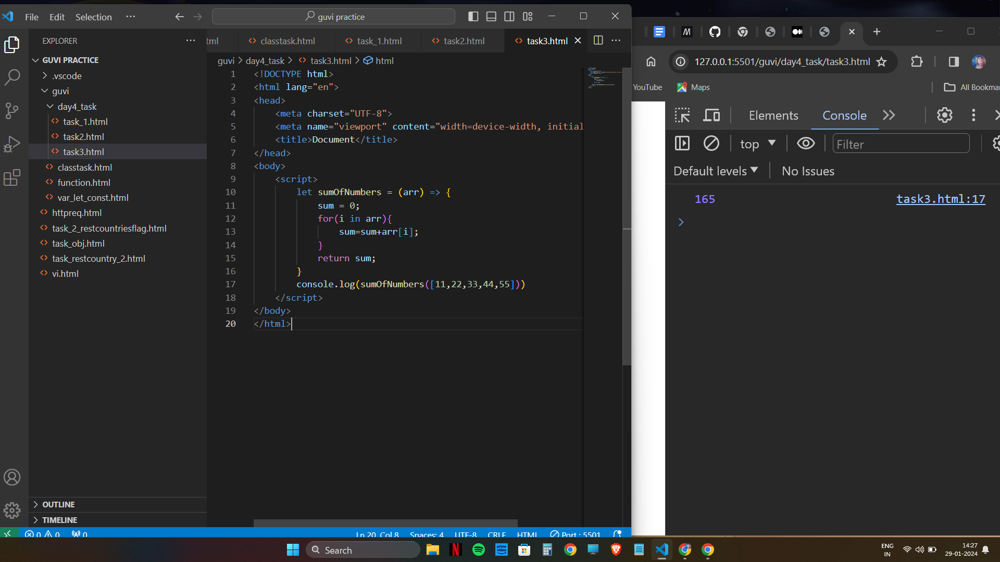 File Edit Selection ···
guvi practice
EXPLORER
GUVI PRACTICE
.vscode
guvi
day4_task
task_1.html
task2.html
task3.html
classtask.html
function.html
var_let_const.html
httpreq.html
task_2_restcountriesflag.html
task_obj.html
task_restcountry_2.html
vi.html
OUTLINE
TIMELINE
tml classtask.html task_1.html task2.html task3.html
guvi > day4_task > task3.html > html
1 <!DOCTYPE html>
2 <html lang="en">
3 <head>
4 <meta charset="UTF-8">
5 <meta name="viewport" content="width=device-width, initial
6 <title>Document</title>
7 </head>
8 <body>
9 <script>
10 let sumOfNumbers = (arr) => {
11 sum = 0;
12 for(i in arr){
13 sum=sum+arr[i];
14 }
15 return sum;
16 }
17 console.log(sumOfNumbers([11,22,33,44,55]))
18 </script>
19 </body>
20 </html>
0 0 0 Ln 20, Col 8 Spaces: 4 UTF-8 CRLF HTML Port : 5501
127.0.0.1:5501/guvi/day4_task/task3.html
YouTube Maps All Bookmar
Elements Console
top Filter
Default levels No Issues
165 task3.html:17
Search
prime video
ENG
IN
14:27
29-01-2024